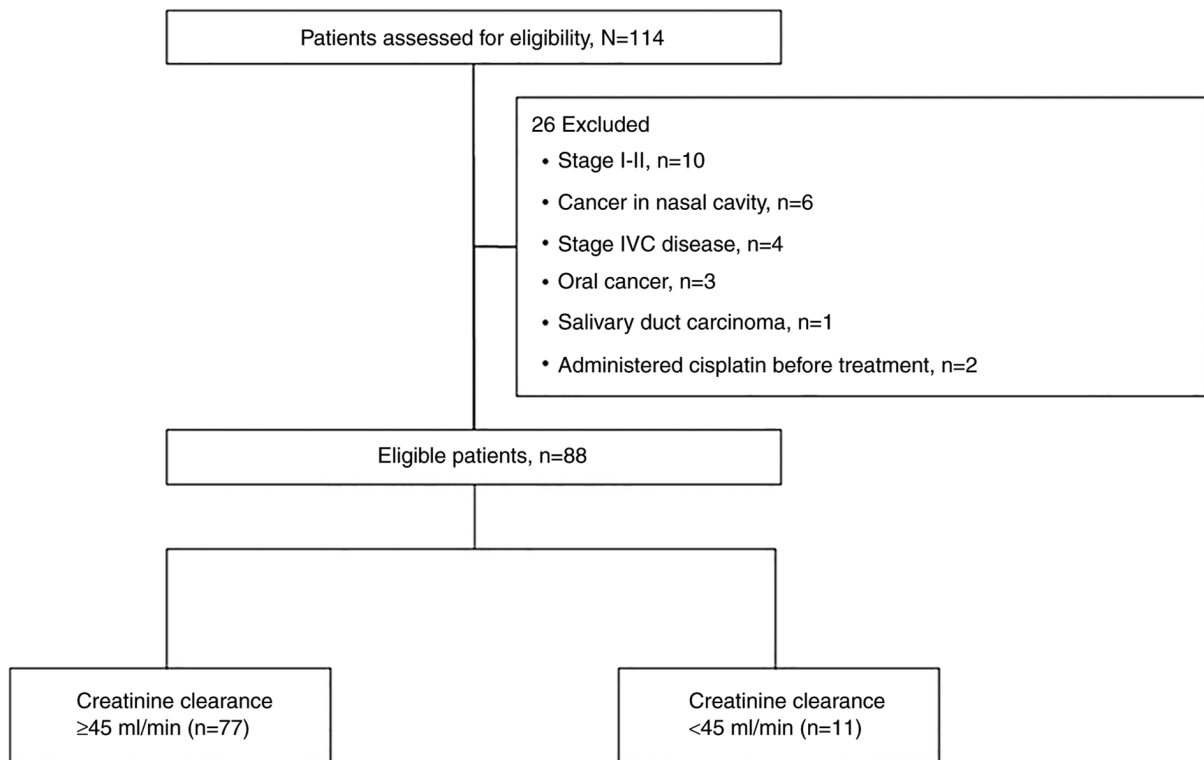 Patients assessed for eligibility, N=114
26 Excluded
• Stage I-II, n=10
• Cancer in nasal cavity, n=6
• Stage IVC disease, n=4
• Oral cancer, n=3
• Salivary duct carcinoma, n=1
• Administered cisplatin before treatment, n=2
Eligible patients, n=88
Creatinine clearance
≥45 ml/min (n=77)
Creatinine clearance
<45 ml/min (n=11)